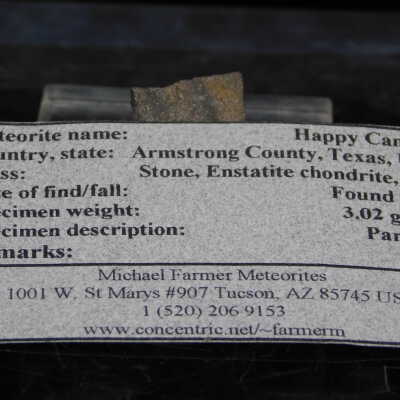 teorite name: Happy Can
untry, state: Armstrong County, Texas,
ss: Stone, Enstatite chondrite,
te of find/fall: Found
ecimen weight: 3.02 g
ecimen description: Par
marks:
Michael Farmer Meteorites
1001 W. St Marys #907 Tucson, AZ 85745 US
1 (520) 206 9153
www.concentric.net/~farmerm